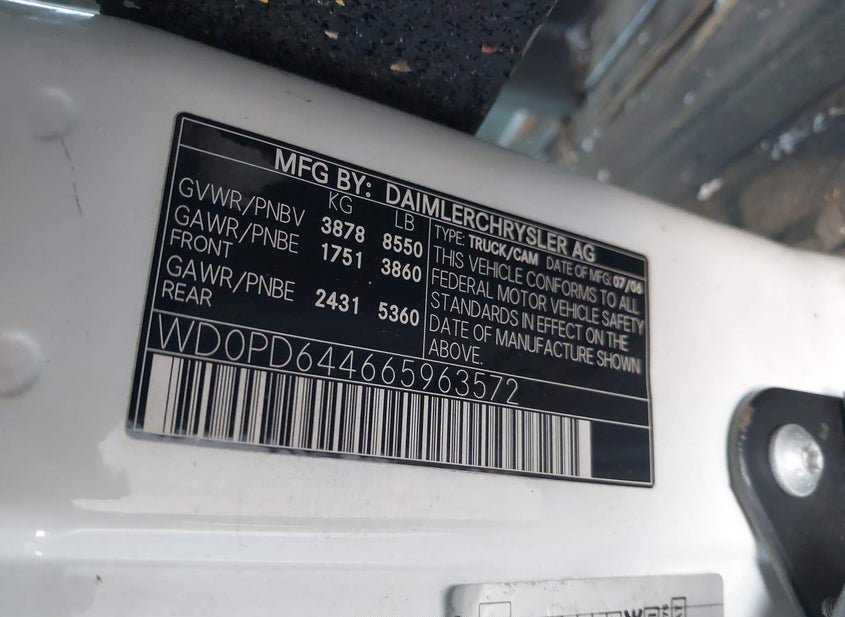 MFG BY: DAIMLERCHRYSLER AG
KG LB
GVWR/PNBV 3878 8550
GAWR/PNBE 1751 3860
FRONT
GAWR/PNBE 2431 5360
REAR
TYPE: TRUCK/CAM DATE OF MFG: 07/06
THIS VEHICLE CONFORMS TO ALL
FEDERAL MOTOR VEHICLE SAFETY
STANDARDS IN EFFECT ON THE
DATE OF MANUFACTURE SHOWN
ABOVE.
WD0PD644665963572